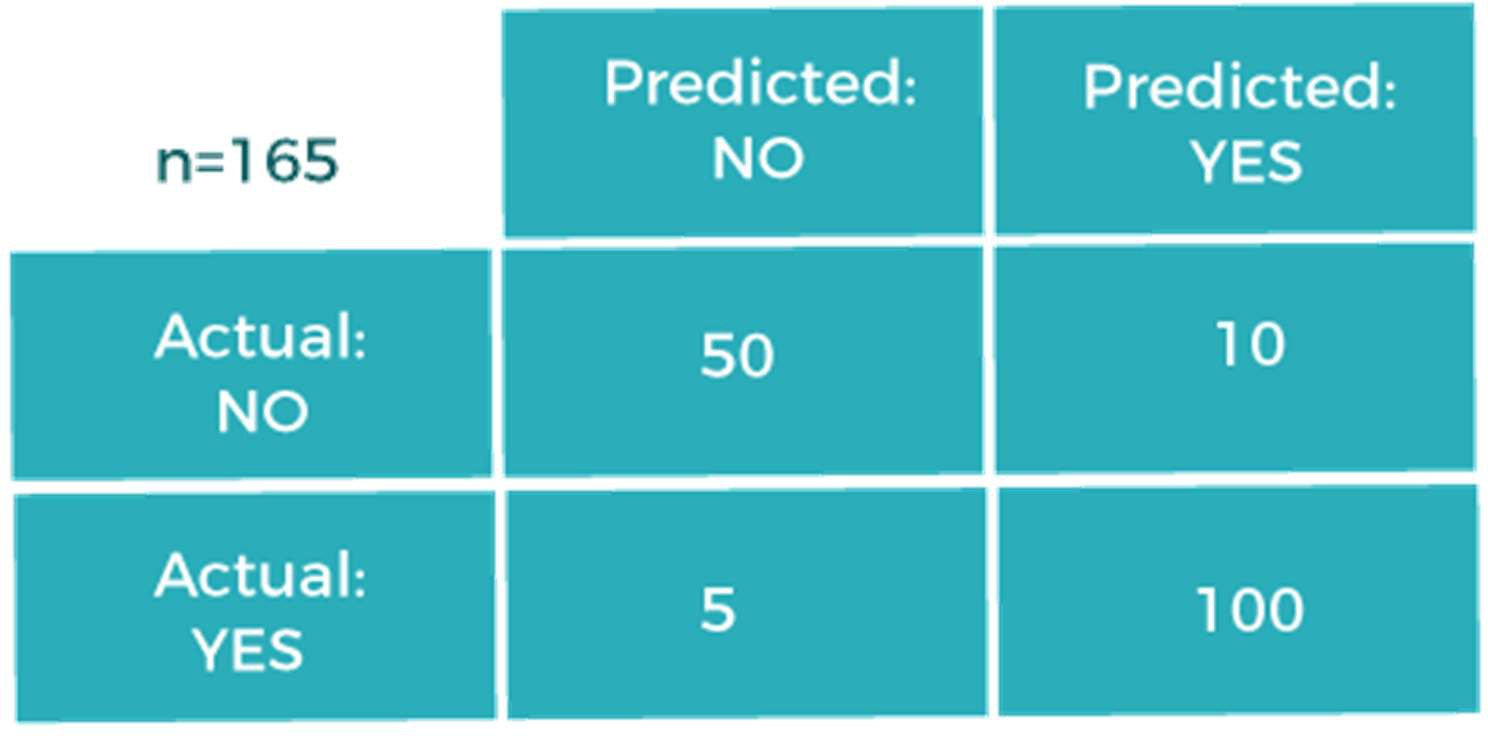 n=165
Predicted:
NO
Predicted:
YES
Actual:
NO
50
10
Actual:
YES
5
100